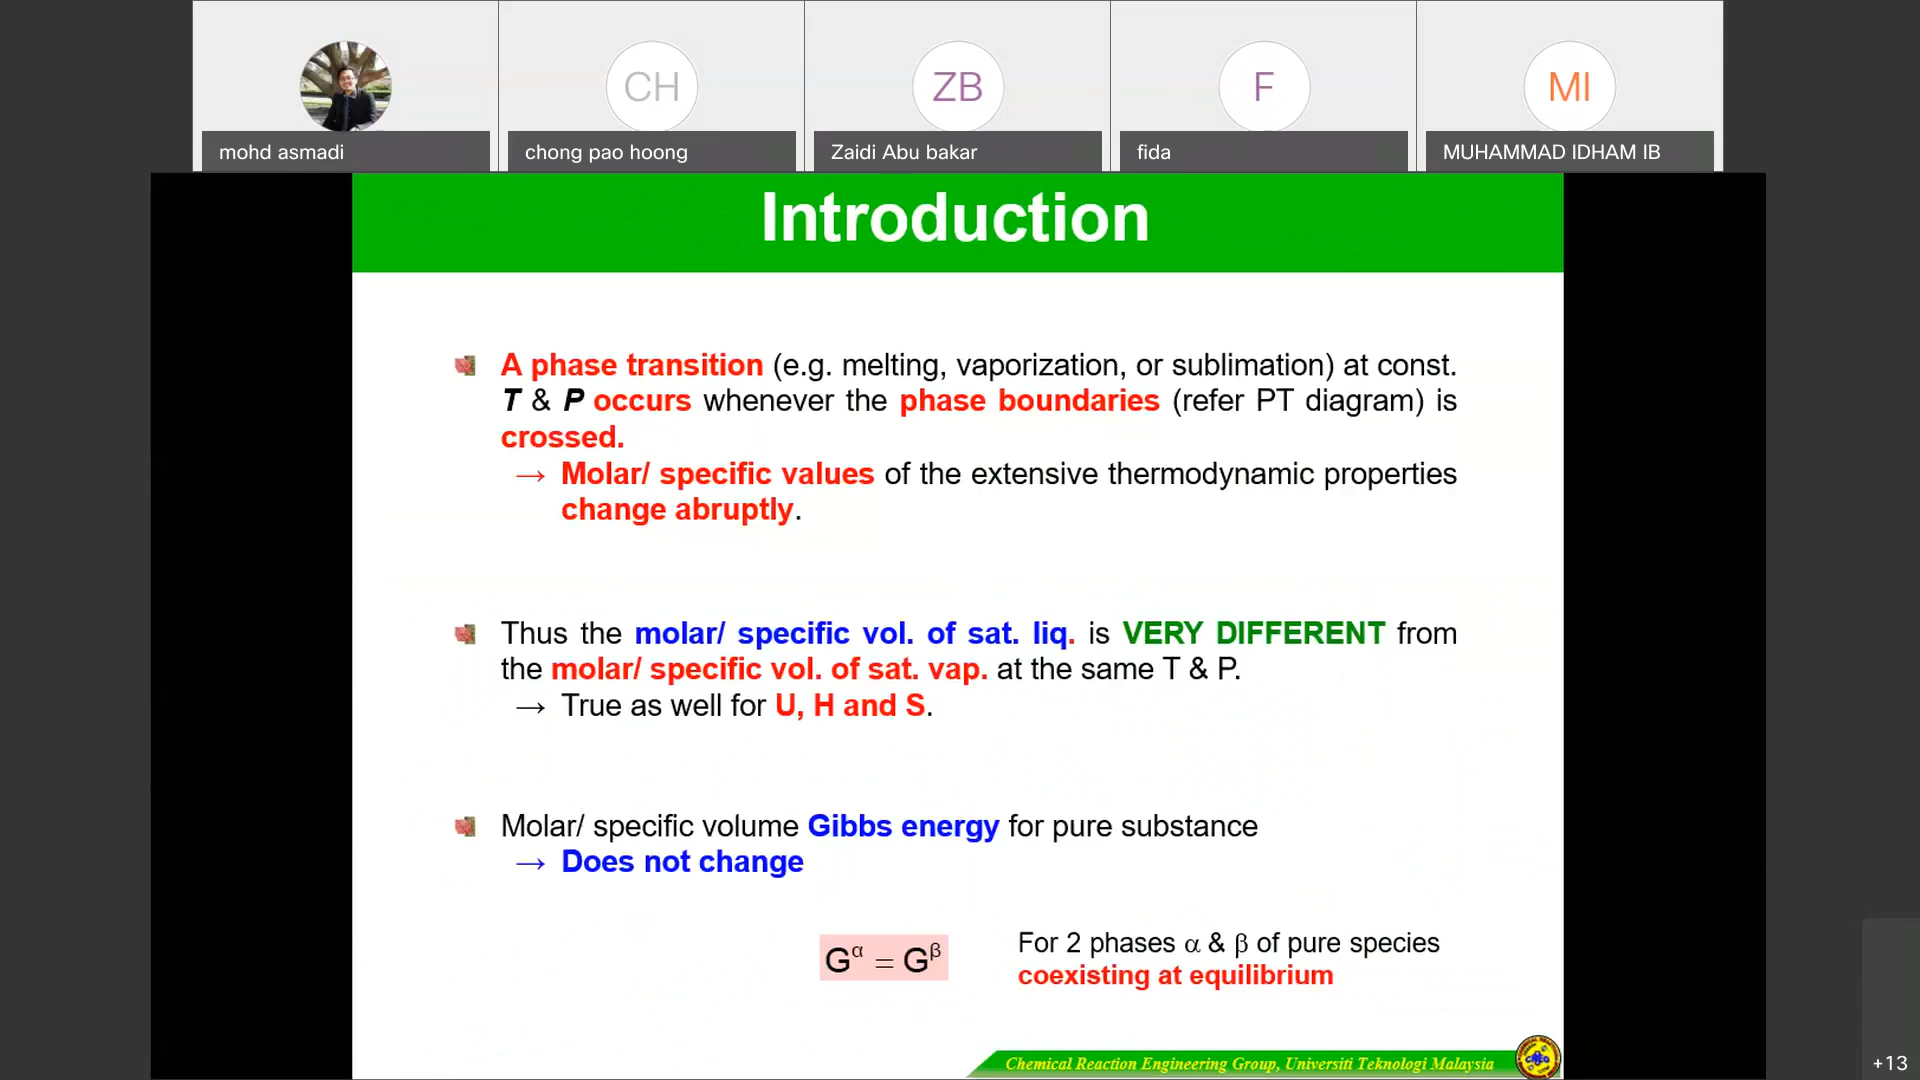 CH
ZB
F
MI
mohd asmadi
chong pao hoong
Zaidi Abu bakar
fida
MUHAMMAD IDHAM IB
Introduction
A phase transition (e.g. melting, vaporization, or sublimation) at const.
T & P occurs whenever the phase boundaries (refer PT diagram) is
crossed.
→ Molar/ specific values of the extensive thermodynamic properties
change abruptly.
Thus the molar/ specific vol. of sat. liq. is VERY DIFFERENT from
the molar/ specific vol. of sat. vap. at the same T & P.
→ True as well for U, H and S.
Molar/ specific volume Gibbs energy for pure substance
→ Does not change
G^α = G^β
For 2 phases α & β of pure species
coexisting at equilibrium
Chemical Reaction Engineering Group, Universiti Teknologi Malaysia
+13